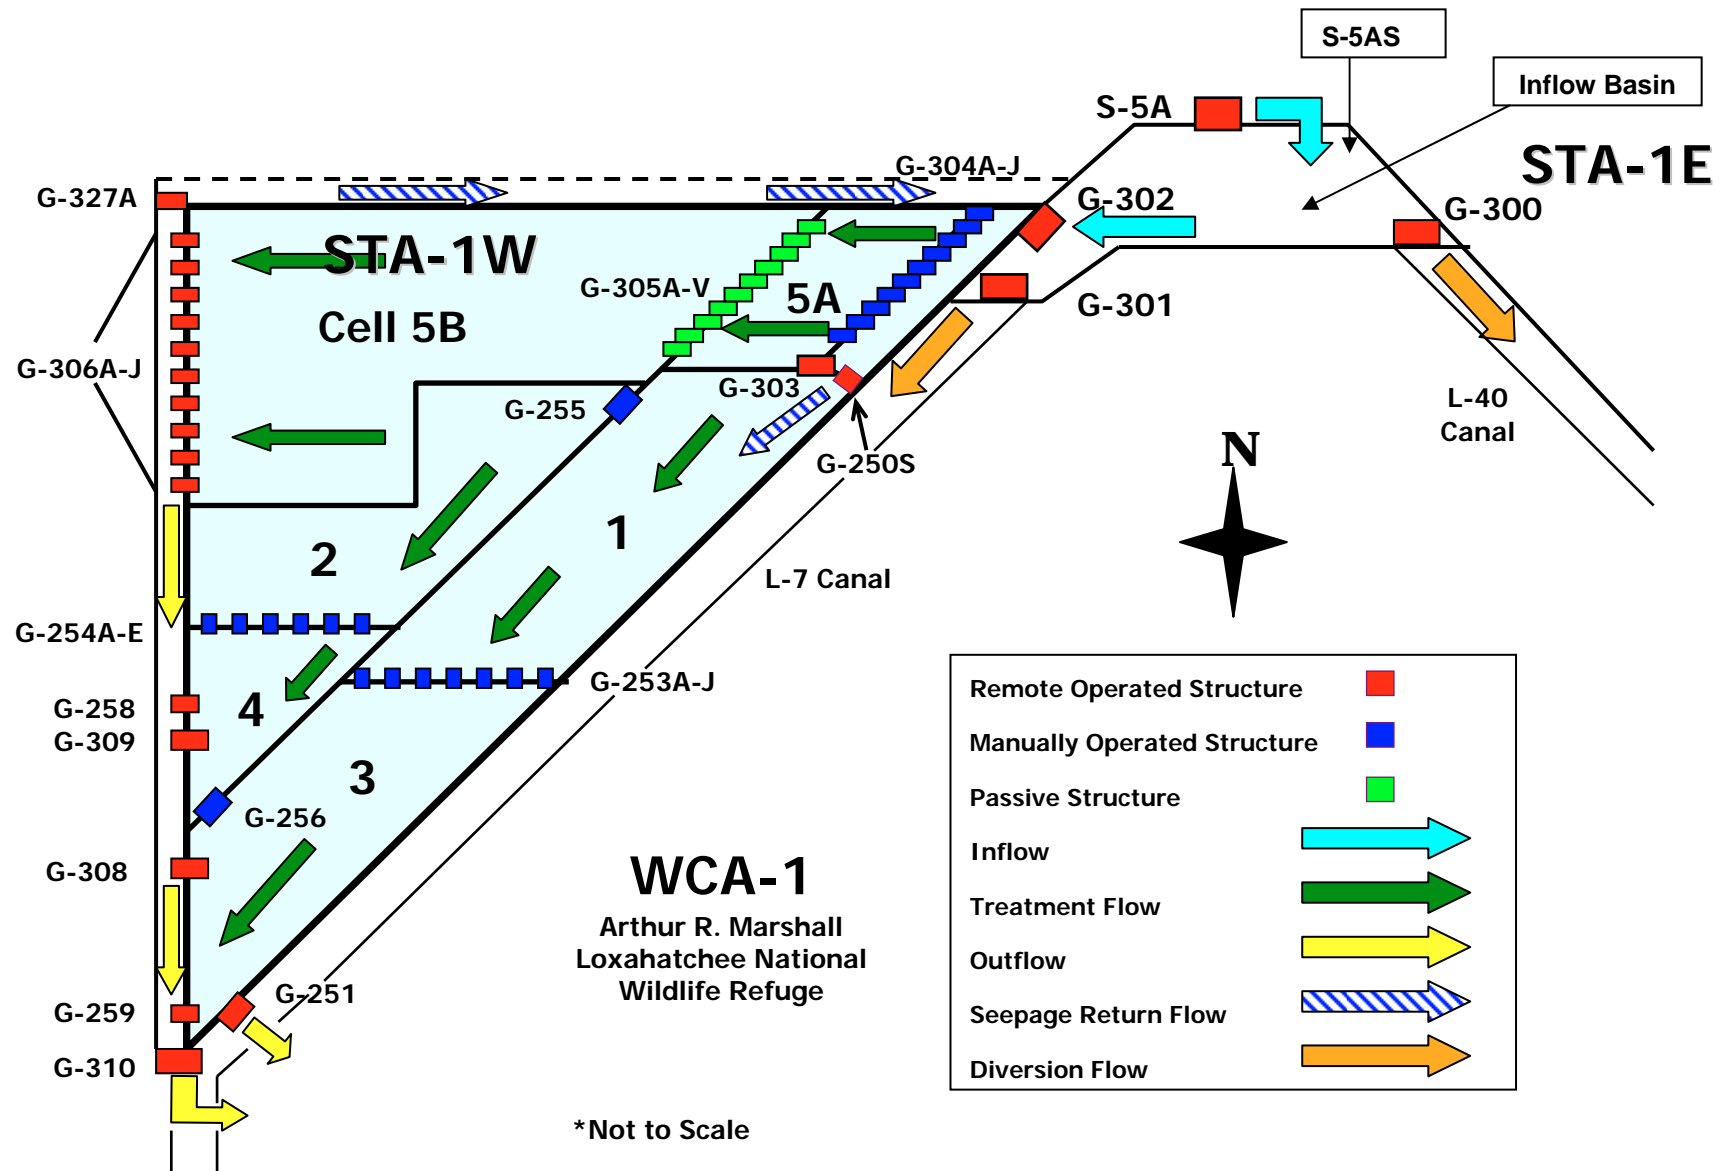 S-5AS
Inflow Basin
S-5A
STA-1E
G-304A-J
G-327A
G-302
G-300
STA-1W
G-305A-V
5A
Cell 5B
G-301
G-306A-J
G-303
G-255
L-40
Canal
G-250S
N
1
2
L-7 Canal
G-254A-E
G-253A-J
G-258
4
G-309
3
G-256
G-308
WCA-1
Arthur R. Marshall
Loxahatchee National
Wildlife Refuge
G-251
G-259
G-310
*Not to Scale
Remote Operated Structure
Manually Operated Structure
Passive Structure
Inflow
Treatment Flow
Outflow
Seepage Return Flow
Diversion Flow